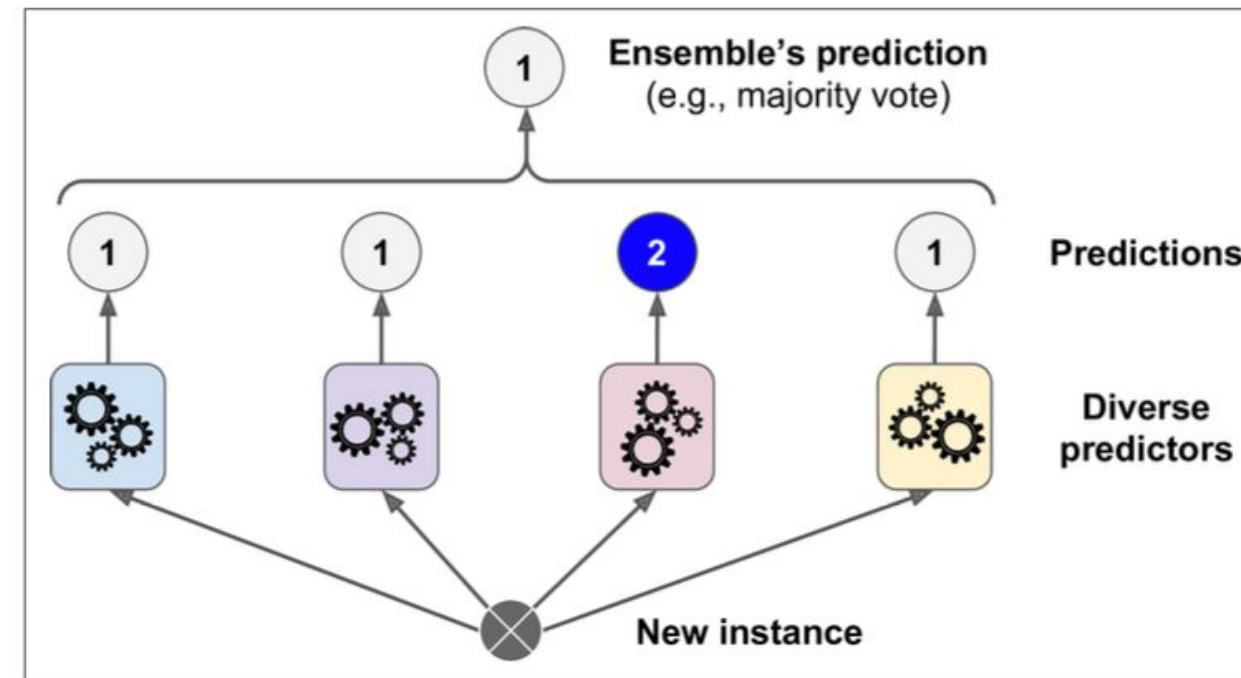 1
Ensemble’s prediction
(e.g., majority vote)
1 1 2 1 Predictions
Diverse
predictors
New instance